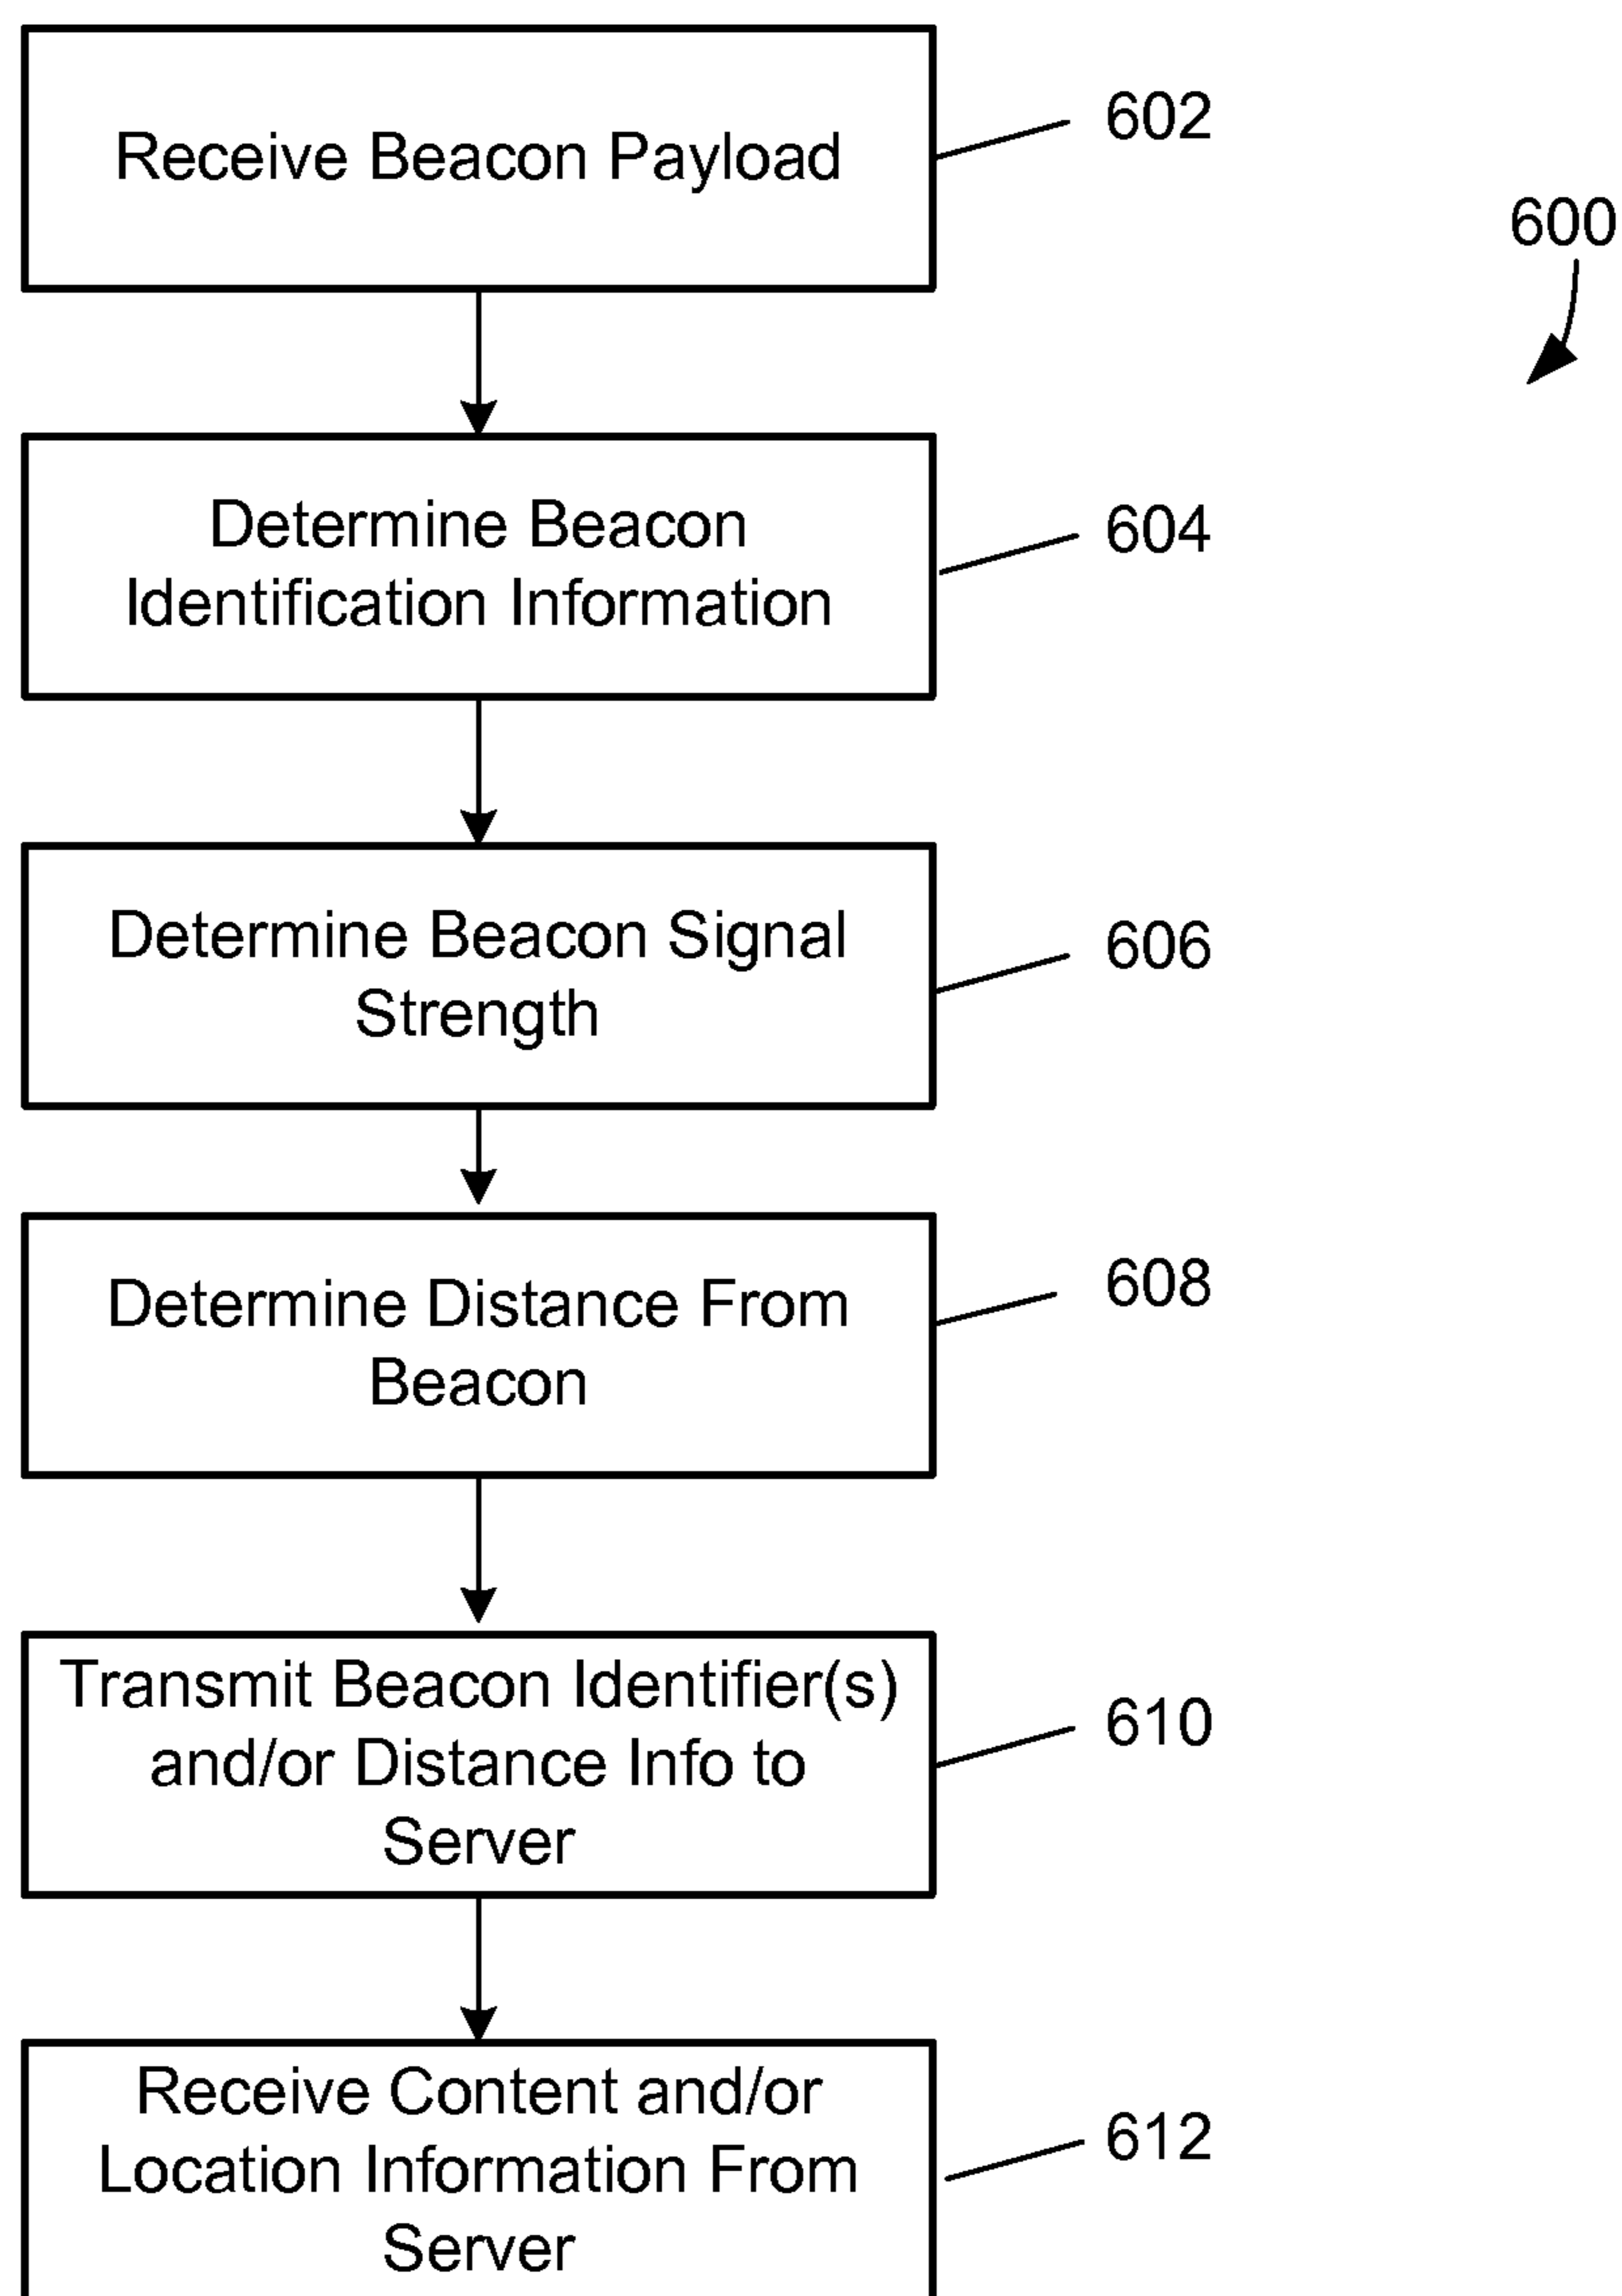 Receive Beacon Payload
602
600
Determine Beacon
Identification Information
604
Determine Beacon Signal
Strength
606
Determine Distance From
Beacon
608
Transmit Beacon Identifier(s)
and/or Distance Info to
Server
610
Receive Content and/or
Location Information From
Server
612